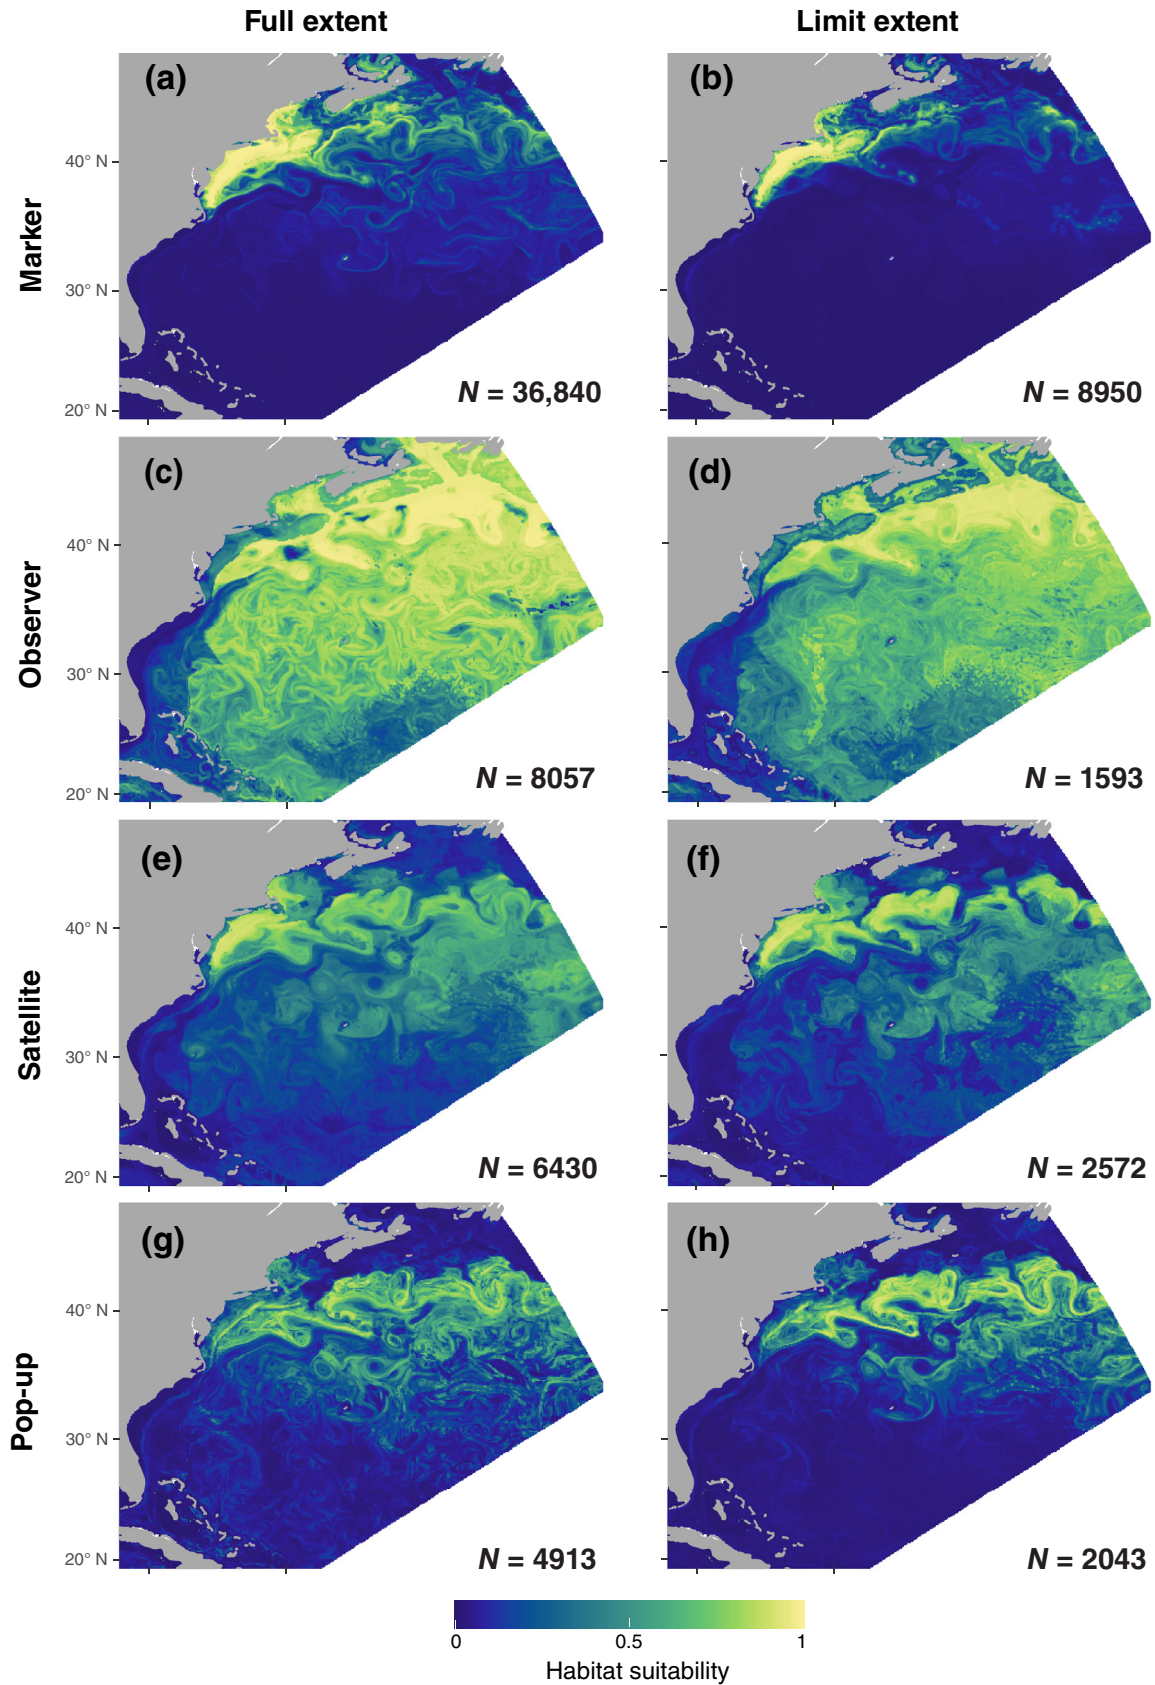 Full extent
Limit extent
Marker
(a)
(b)
40° N
30° N
20° N
N = 36,840
N = 8950
Observer
(c)
(d)
40° N
30° N
20° N
N = 8057
N = 1593
Satellite
(e)
(f)
40° N
30° N
20° N
N = 6430
N = 2572
Pop-up
(g)
(h)
40° N
30° N
20° N
N = 4913
N = 2043
0
0.5
1
Habitat suitability